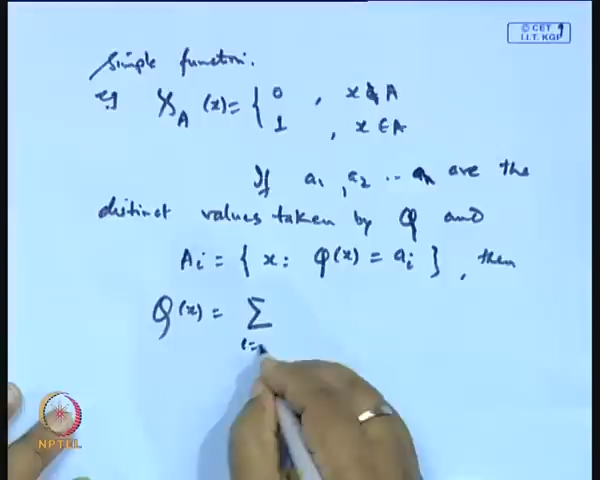 © CET
I.I.T. KGP
Simple function.
eg χ_A (x) = { 0 , x ∉ A
1 , x ∈ A
If a₁, a₂ .. aₙ are the
distinct values taken by φ and
Aᵢ = { x : φ(x) = aᵢ } , then
φ(x) = Σ
i=
NPTEL